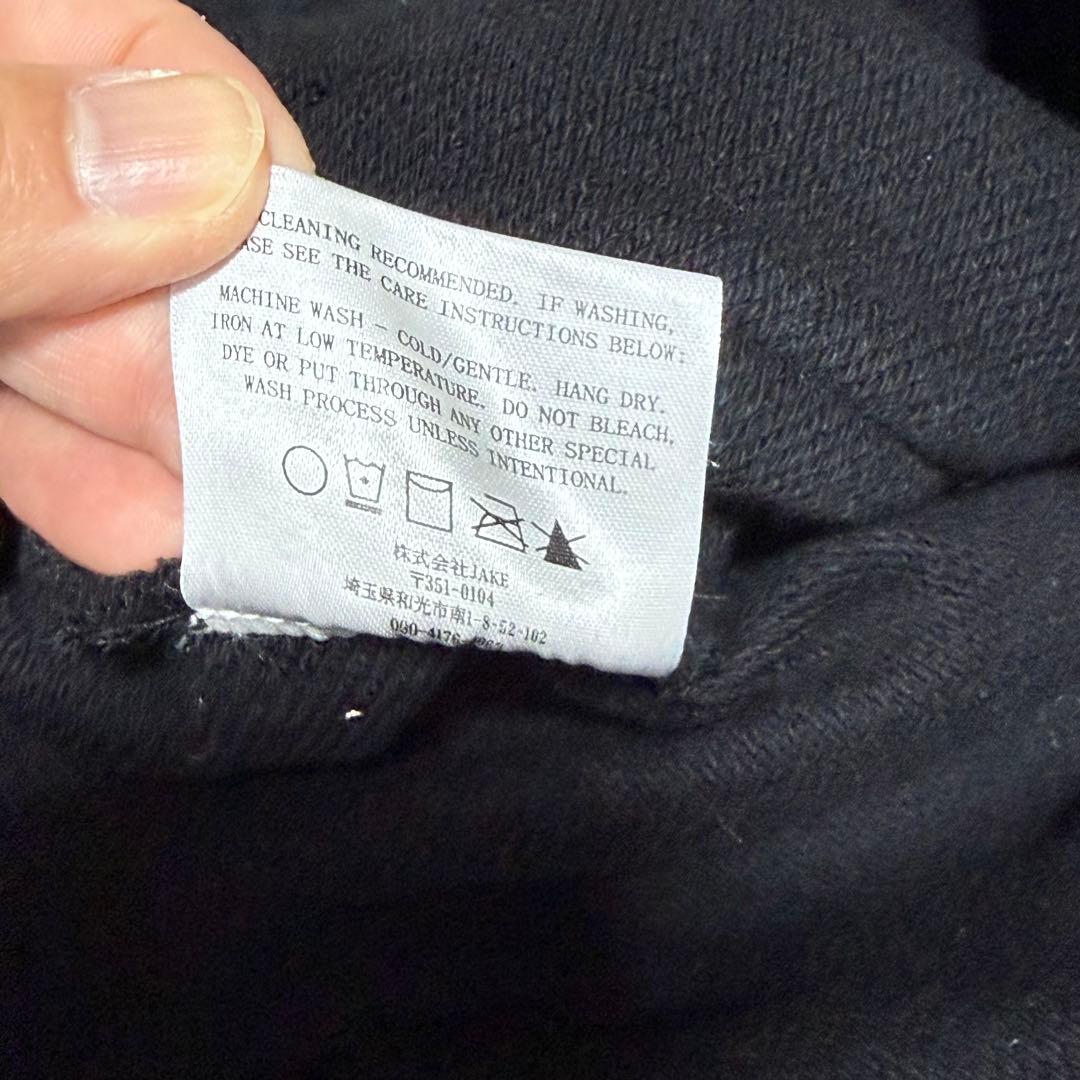 CLEANING RECOMMENDED. IF WASHING,
SEE THE CARE INSTRUCTIONS BELOW:
MACHINE WASH - COLD/GENTLE. HANG DRY.
IRON AT LOW TEMPERATURE. DO NOT BLEACH,
DYE OR PUT THROUGH ANY OTHER SPECIAL
WASH PROCESS UNLESS INTENTIONAL.
株式会社JAKE
〒351-0104
埼玉県和光市南1-8-52-102